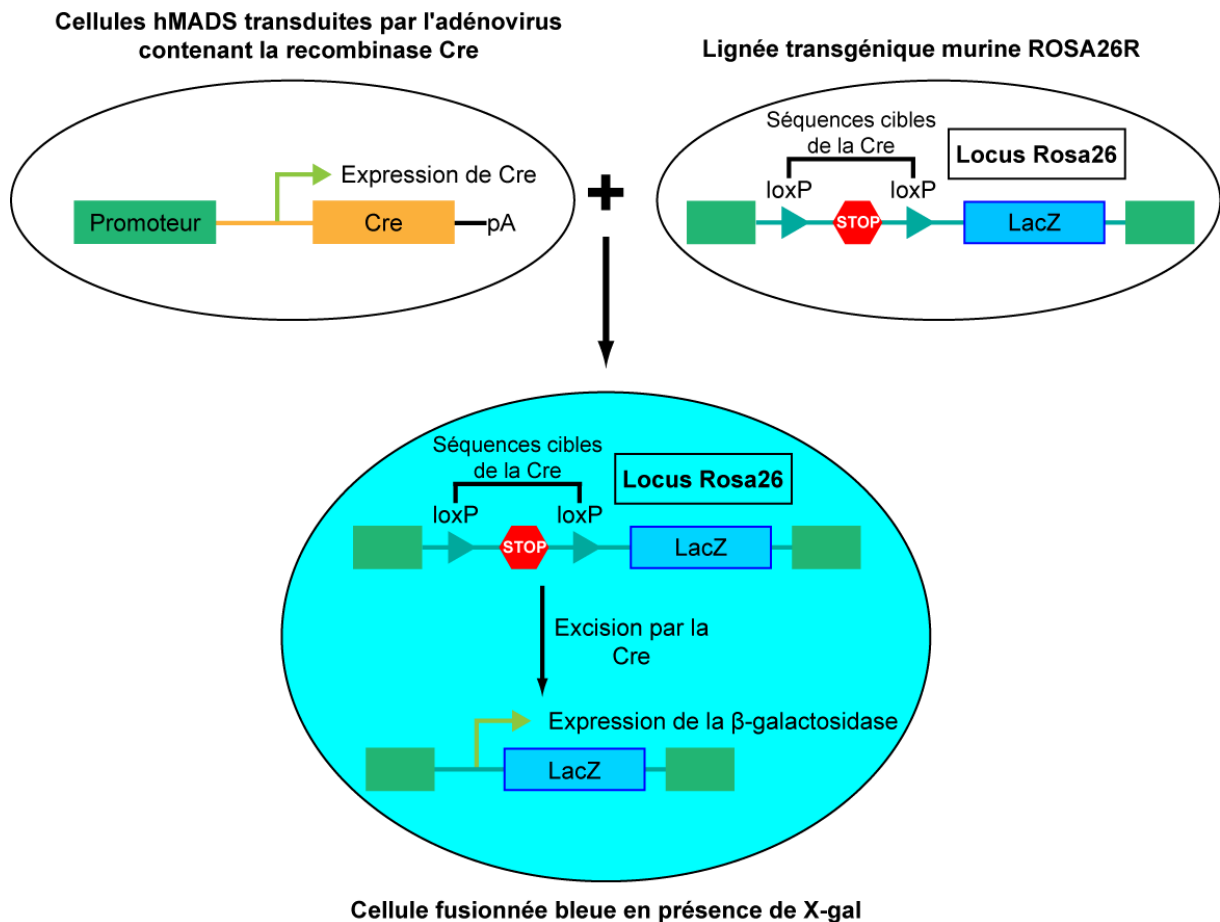 Cellules hMADS transduites par l'adénovirus
contenant la recombinase Cre
Lignée transgénique murine ROSA26R
Expression de Cre
Promoteur
Cre
pA
Séquences cibles
de la Cre
Locus Rosa26
loxP
loxP
STOP
LacZ
Séquences cibles
de la Cre
Locus Rosa26
loxP
loxP
STOP
LacZ
Excision par la
Cre
Expression de la β-galactosidase
LacZ
Cellule fusionnée bleue en présence de X-gal